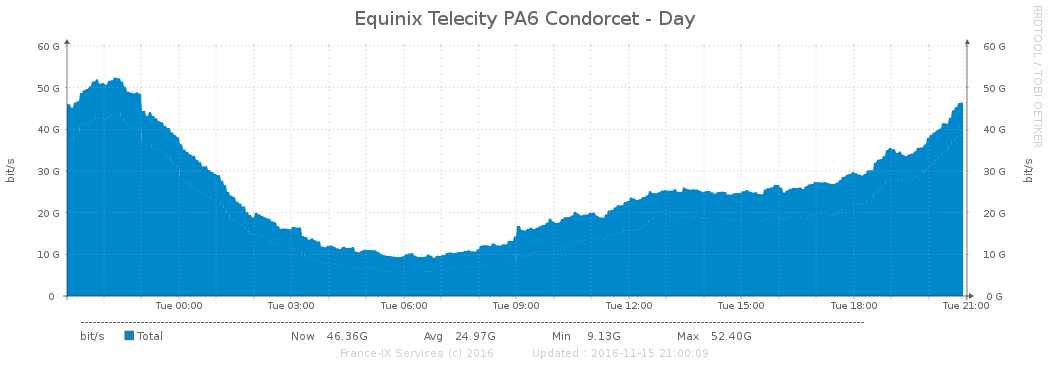 Equinix Telecity PA6 Condorcet - Day
RRDTOOL / TOBI OETIKER
60 G 60 G
50 G 50 G
40 G 40 G
30 G 30 G
20 G 20 G
10 G 10 G
0 0 G
bit/s bit/s
Tue 00:00 Tue 03:00 Tue 06:00 Tue 09:00 Tue 12:00 Tue 15:00 Tue 18:00 Tue 21:00
bit/s Total Now 46.36G Avg 24.97G Min 9.13G Max 52.40G
France-IX Services (c) 2016 Updated : 2016-11-15 21:00:09